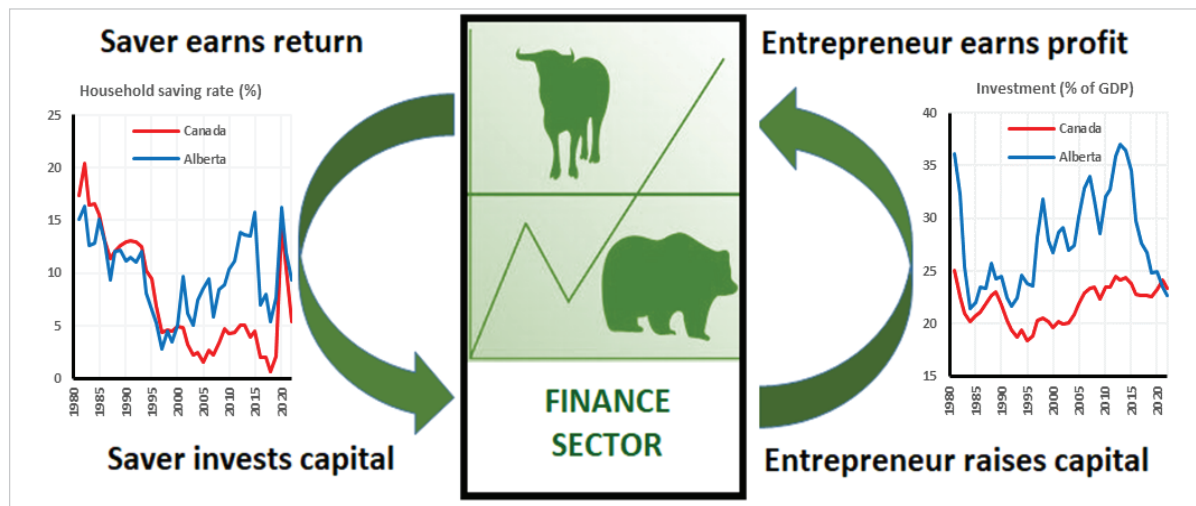 Saver earns return
Household saving rate (%)
25
20
15
10
5
0
Canada
Alberta
1980
1985
1990
1995
2000
2005
2010
2015
2020
Saver invests capital
FINANCE
SECTOR
Entrepreneur earns profit
Investment (% of GDP)
40
35
30
25
20
15
Canada
Alberta
1980
1985
1990
1995
2000
2005
2010
2015
2020
Entrepreneur raises capital